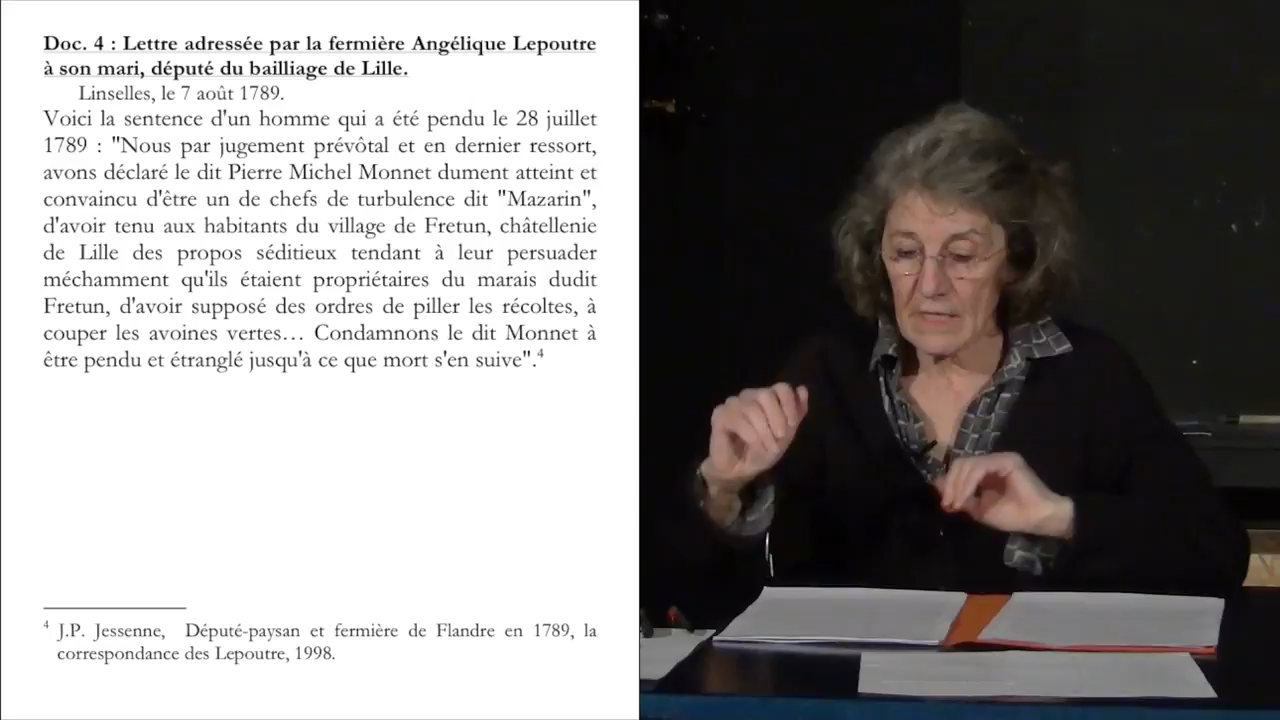 Doc. 4 : Lettre adressée par la fermière Angélique Lepoutre
à son mari, député du bailliage de Lille.
Linselles, le 7 août 1789.
Voici la sentence d'un homme qui a été pendu le 28 juillet
1789 : "Nous par jugement prévôtal et en dernier ressort,
avons déclaré le dit Pierre Michel Monnet dument atteint et
convaincu d'être un de chefs de turbulence dit "Mazarin",
d'avoir tenu aux habitants du village de Fretun, châtellenie
de Lille des propos séditieux tendant à leur persuader
méchamment qu'ils étaient propriétaires du marais dudit
Fretun, d'avoir supposé des ordres de piller les récoltes, à
couper les avoines vertes… Condamnons le dit Monnet à
être pendu et étranglé jusqu'à ce que mort s'en suive".4
4 J.P. Jessenne, Député-paysan et fermière de Flandre en 1789, la
correspondance des Lepoutre, 1998.